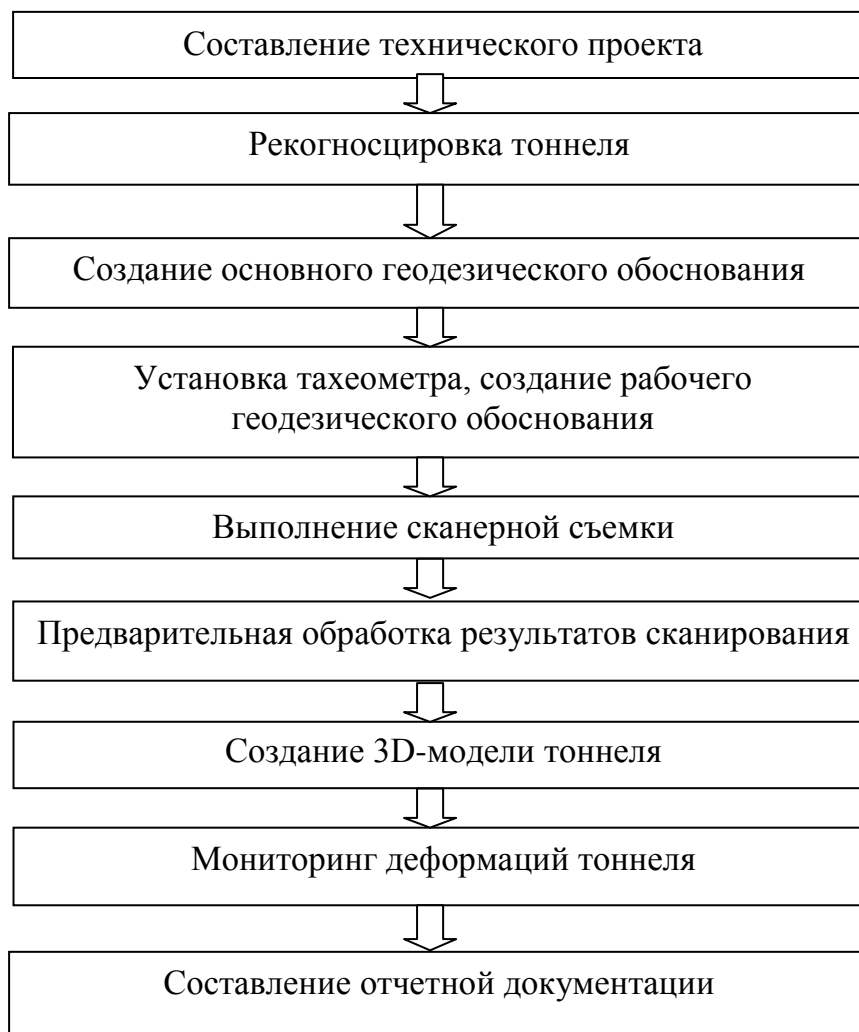 Составление технического проекта
Рекогносцировка тоннеля
Создание основного геодезического обоснования
Установка тахеометра, создание рабочего
геодезического обоснования
Выполнение сканерной съемки
Предварительная обработка результатов сканирования
Создание 3D-модели тоннеля
Мониторинг деформаций тоннеля
Составление отчетной документации